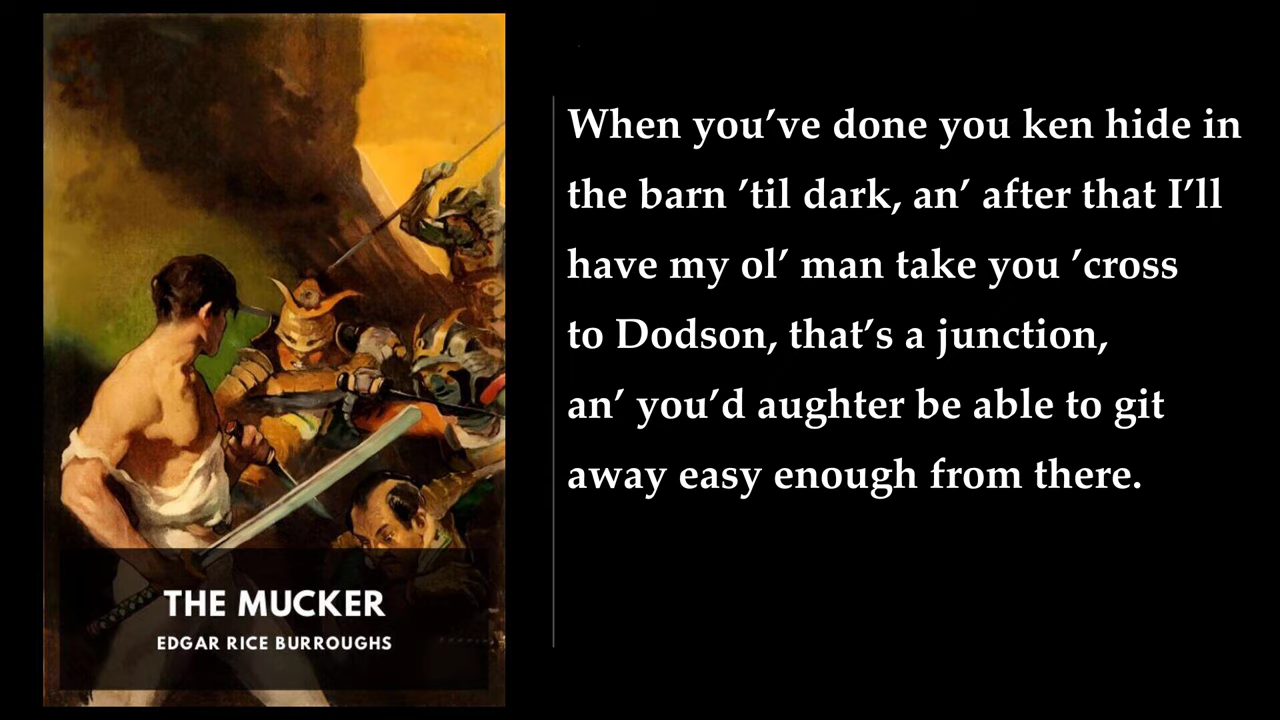 When you’ve done you ken hide in
the barn ’til dark, an’ after that I’ll
have my ol’ man take you ’cross
to Dodson, that’s a junction,
an’ you’d aughter be able to git
away easy enough from there.
THE MUCKER
EDGAR RICE BURROUGHS